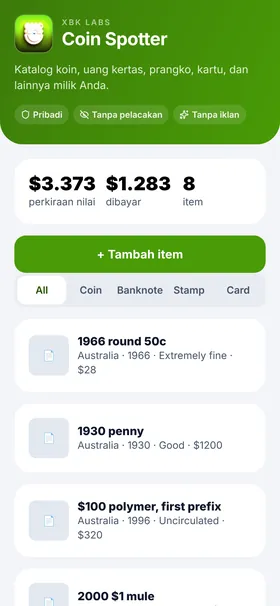 XBK LABS
Coin Spotter
Katalog koin, uang kertas, prangko, kartu, dan
lainnya milik Anda.
Pribadi
Tanpa pelacakan
Tanpa iklan
$3.373 $1.283 8
perkiraan nilai dibayar item
+ Tambah item
All Coin Banknote Stamp Card
1966 round 50c
Australia · 1966 · Extremely fine ·
$28
1930 penny
Australia · 1930 · Good · $1200
$100 polymer, first prefix
Australia · 1996 · Uncirculated ·
$320
2000 $1 mule